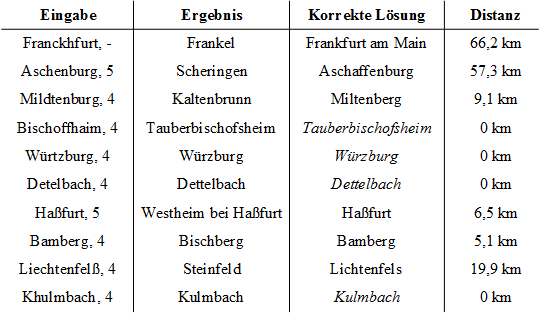 Eingabe Ergebnis Korrekte Lösung Distanz
Franckhfurt, - Frankel Frankfurt am Main 66,2 km
Aschenburg, 5 Scheringen Aschaffenburg 57,3 km
Mildtenburg, 4 Kaltenbrunn Miltenberg 9,1 km
Bischoffhaim, 4 Tauberbischofsheim Tauberbischofsheim 0 km
Würtzburg, 4 Würzburg Würzburg 0 km
Detelbach, 4 Dettelbach Dettelbach 0 km
Haßfurt, 5 Westheim bei Haßfurt Haßfurt 6,5 km
Bamberg, 4 Bischberg Bamberg 5,1 km
Liechtenfelß, 4 Steinfeld Lichtenfels 19,9 km
Khulmbach, 4 Kulmbach Kulmbach 0 km